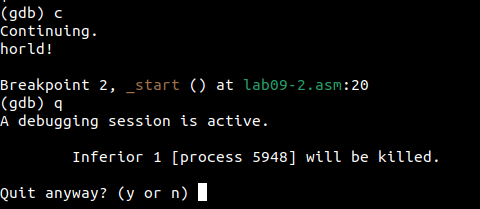 (gdb) c
Continuing.
horld!
Breakpoint 2, _start () at lab09-2.asm:20
(gdb) q
A debugging session is active.
Inferior 1 [process 5948] will be killed.
Quit anyway? (y or n)